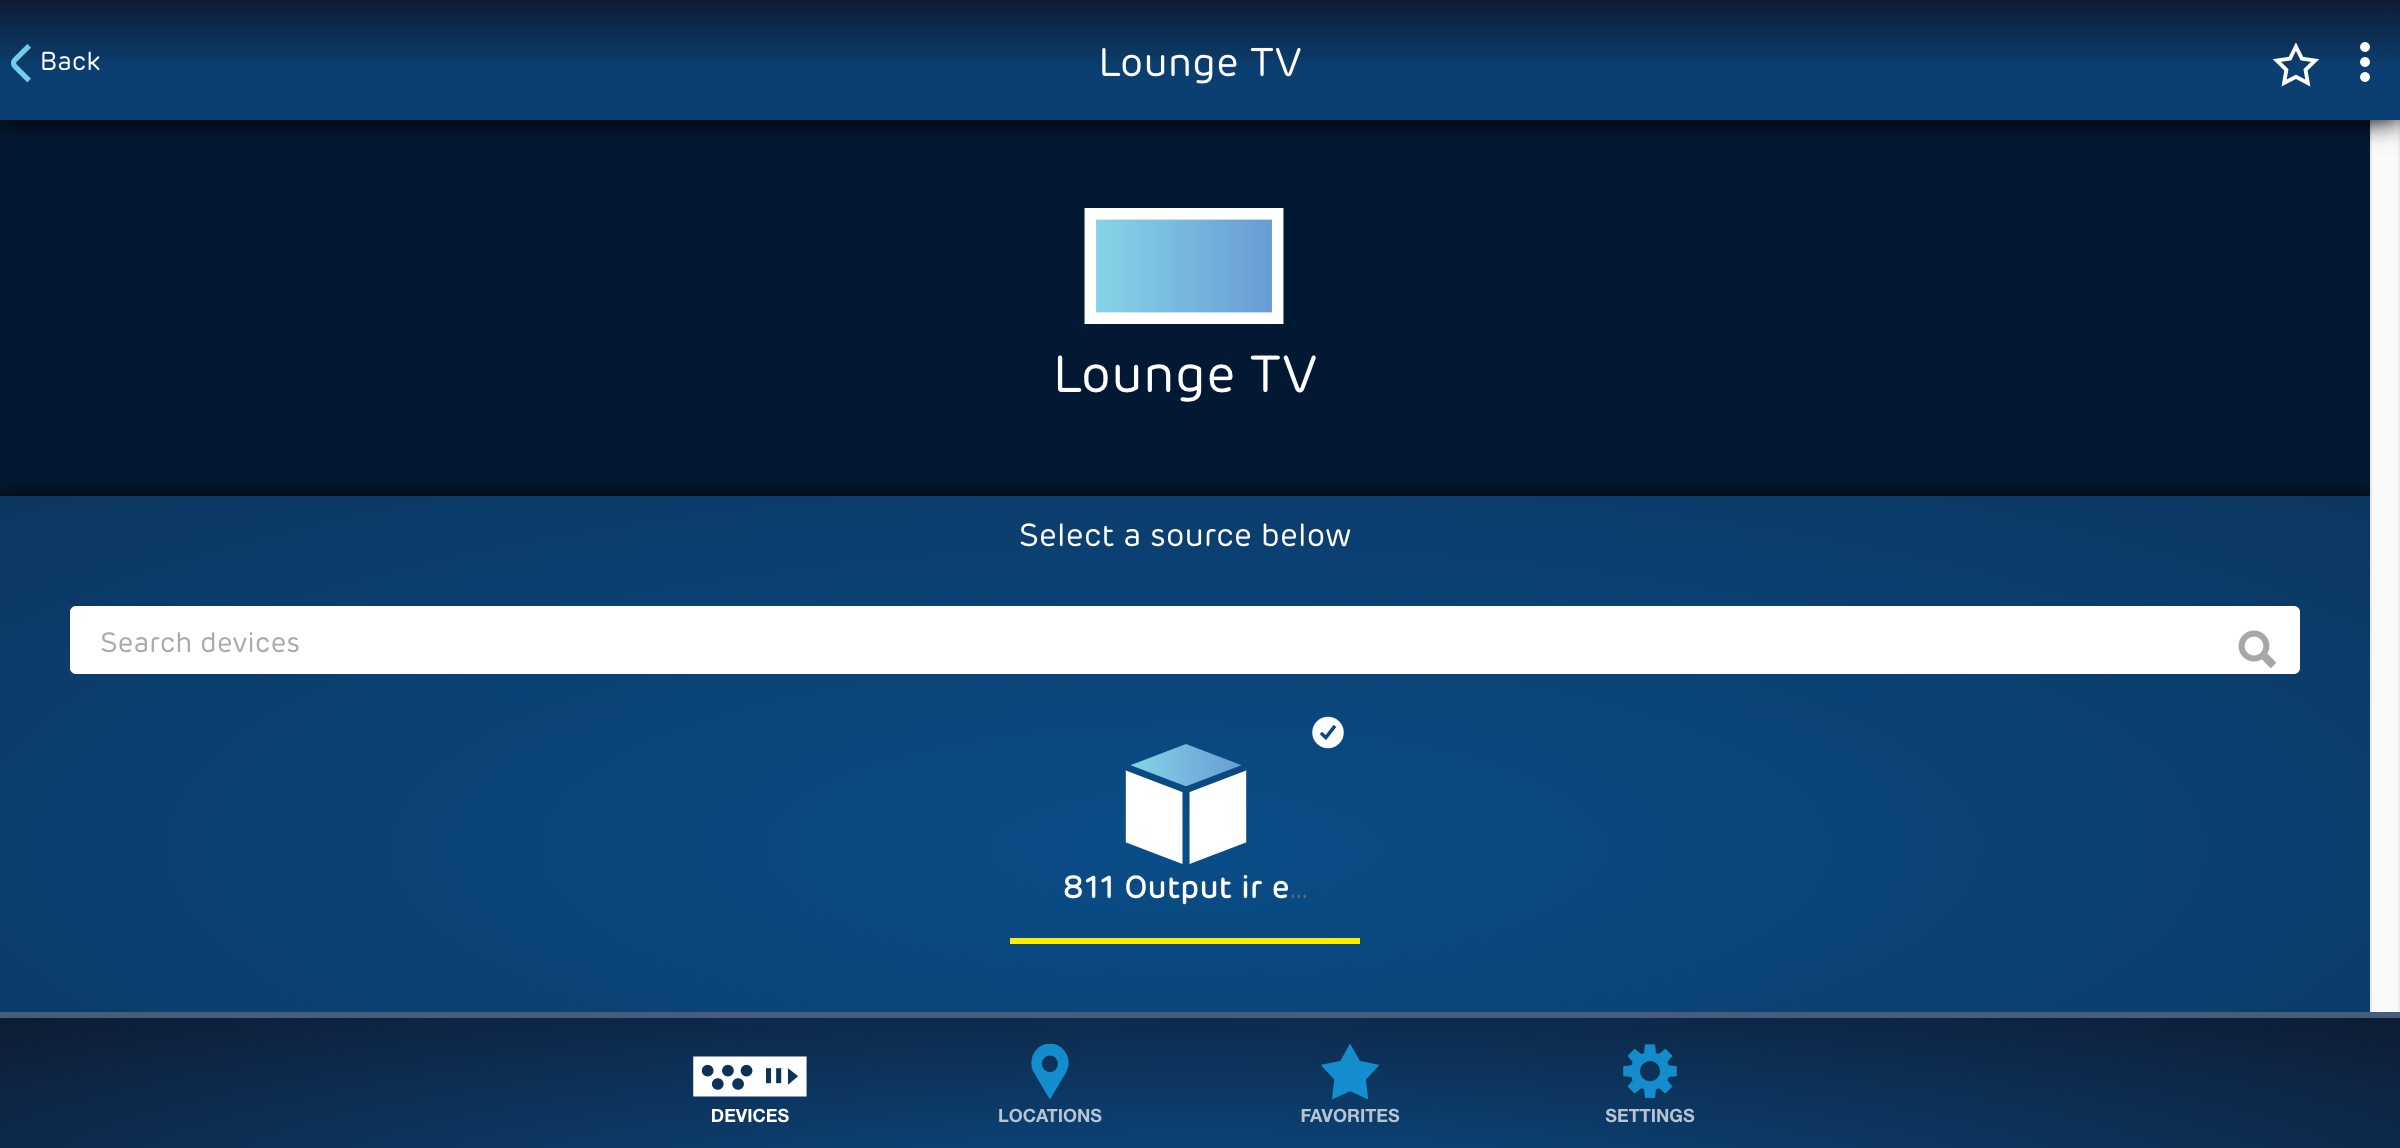 Back
Lounge TV
Lounge TV
Select a source below
Search devices
811 Output ir e...
DEVICES
LOCATIONS
FAVORITES
SETTINGS